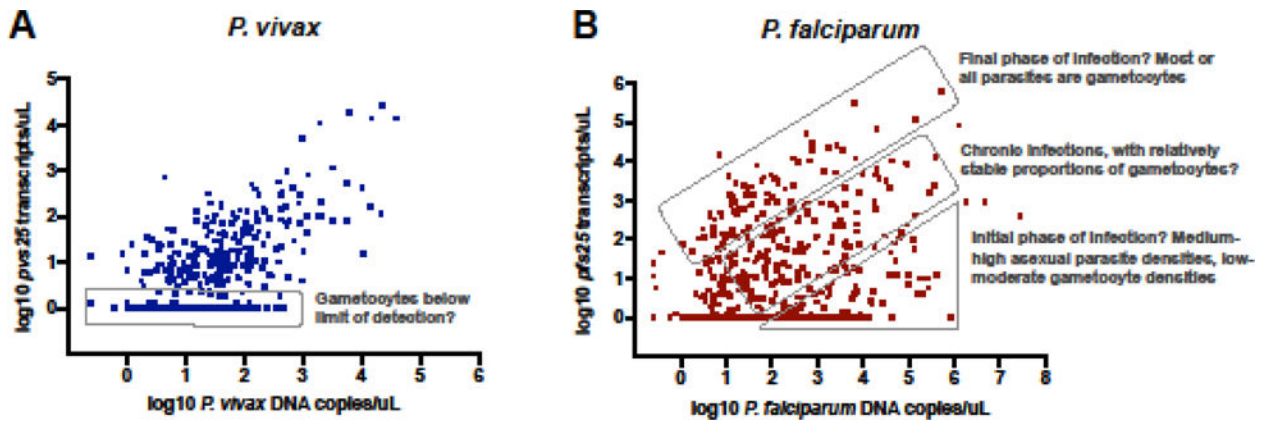 A
P. vivax
log10 pvs25 transcripts/uL
5
4
3
2
1
0
Gametocytes below
limit of detection?
0 1 2 3 4 5 6
log10 P. vivax DNA copies/uL
B
P. falciparum
log10 pfs25 transcripts/uL
6
5
4
3
2
1
0
Final phase of infection? Most or
all parasites are gametocytes
Chronic infections, with relatively
stable proportions of gametocytes?
Initial phase of infection? Medium-
high asexual parasite densities, low-
moderate gametocyte densities
0 1 2 3 4 5 6 7 8
log10 P. falciparum DNA copies/uL